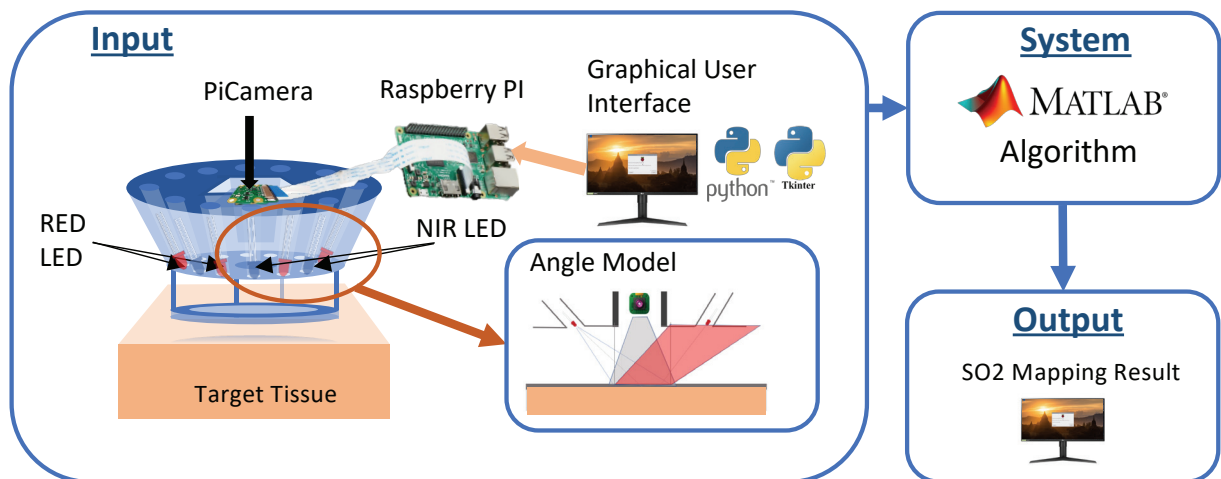 Input
PiCamera
Raspberry PI
Graphical User
Interface
python™
Tkinter
RED
LED
NIR LED
Angle Model
Target Tissue
System
MATLAB®
Algorithm
Output
SO2 Mapping Result